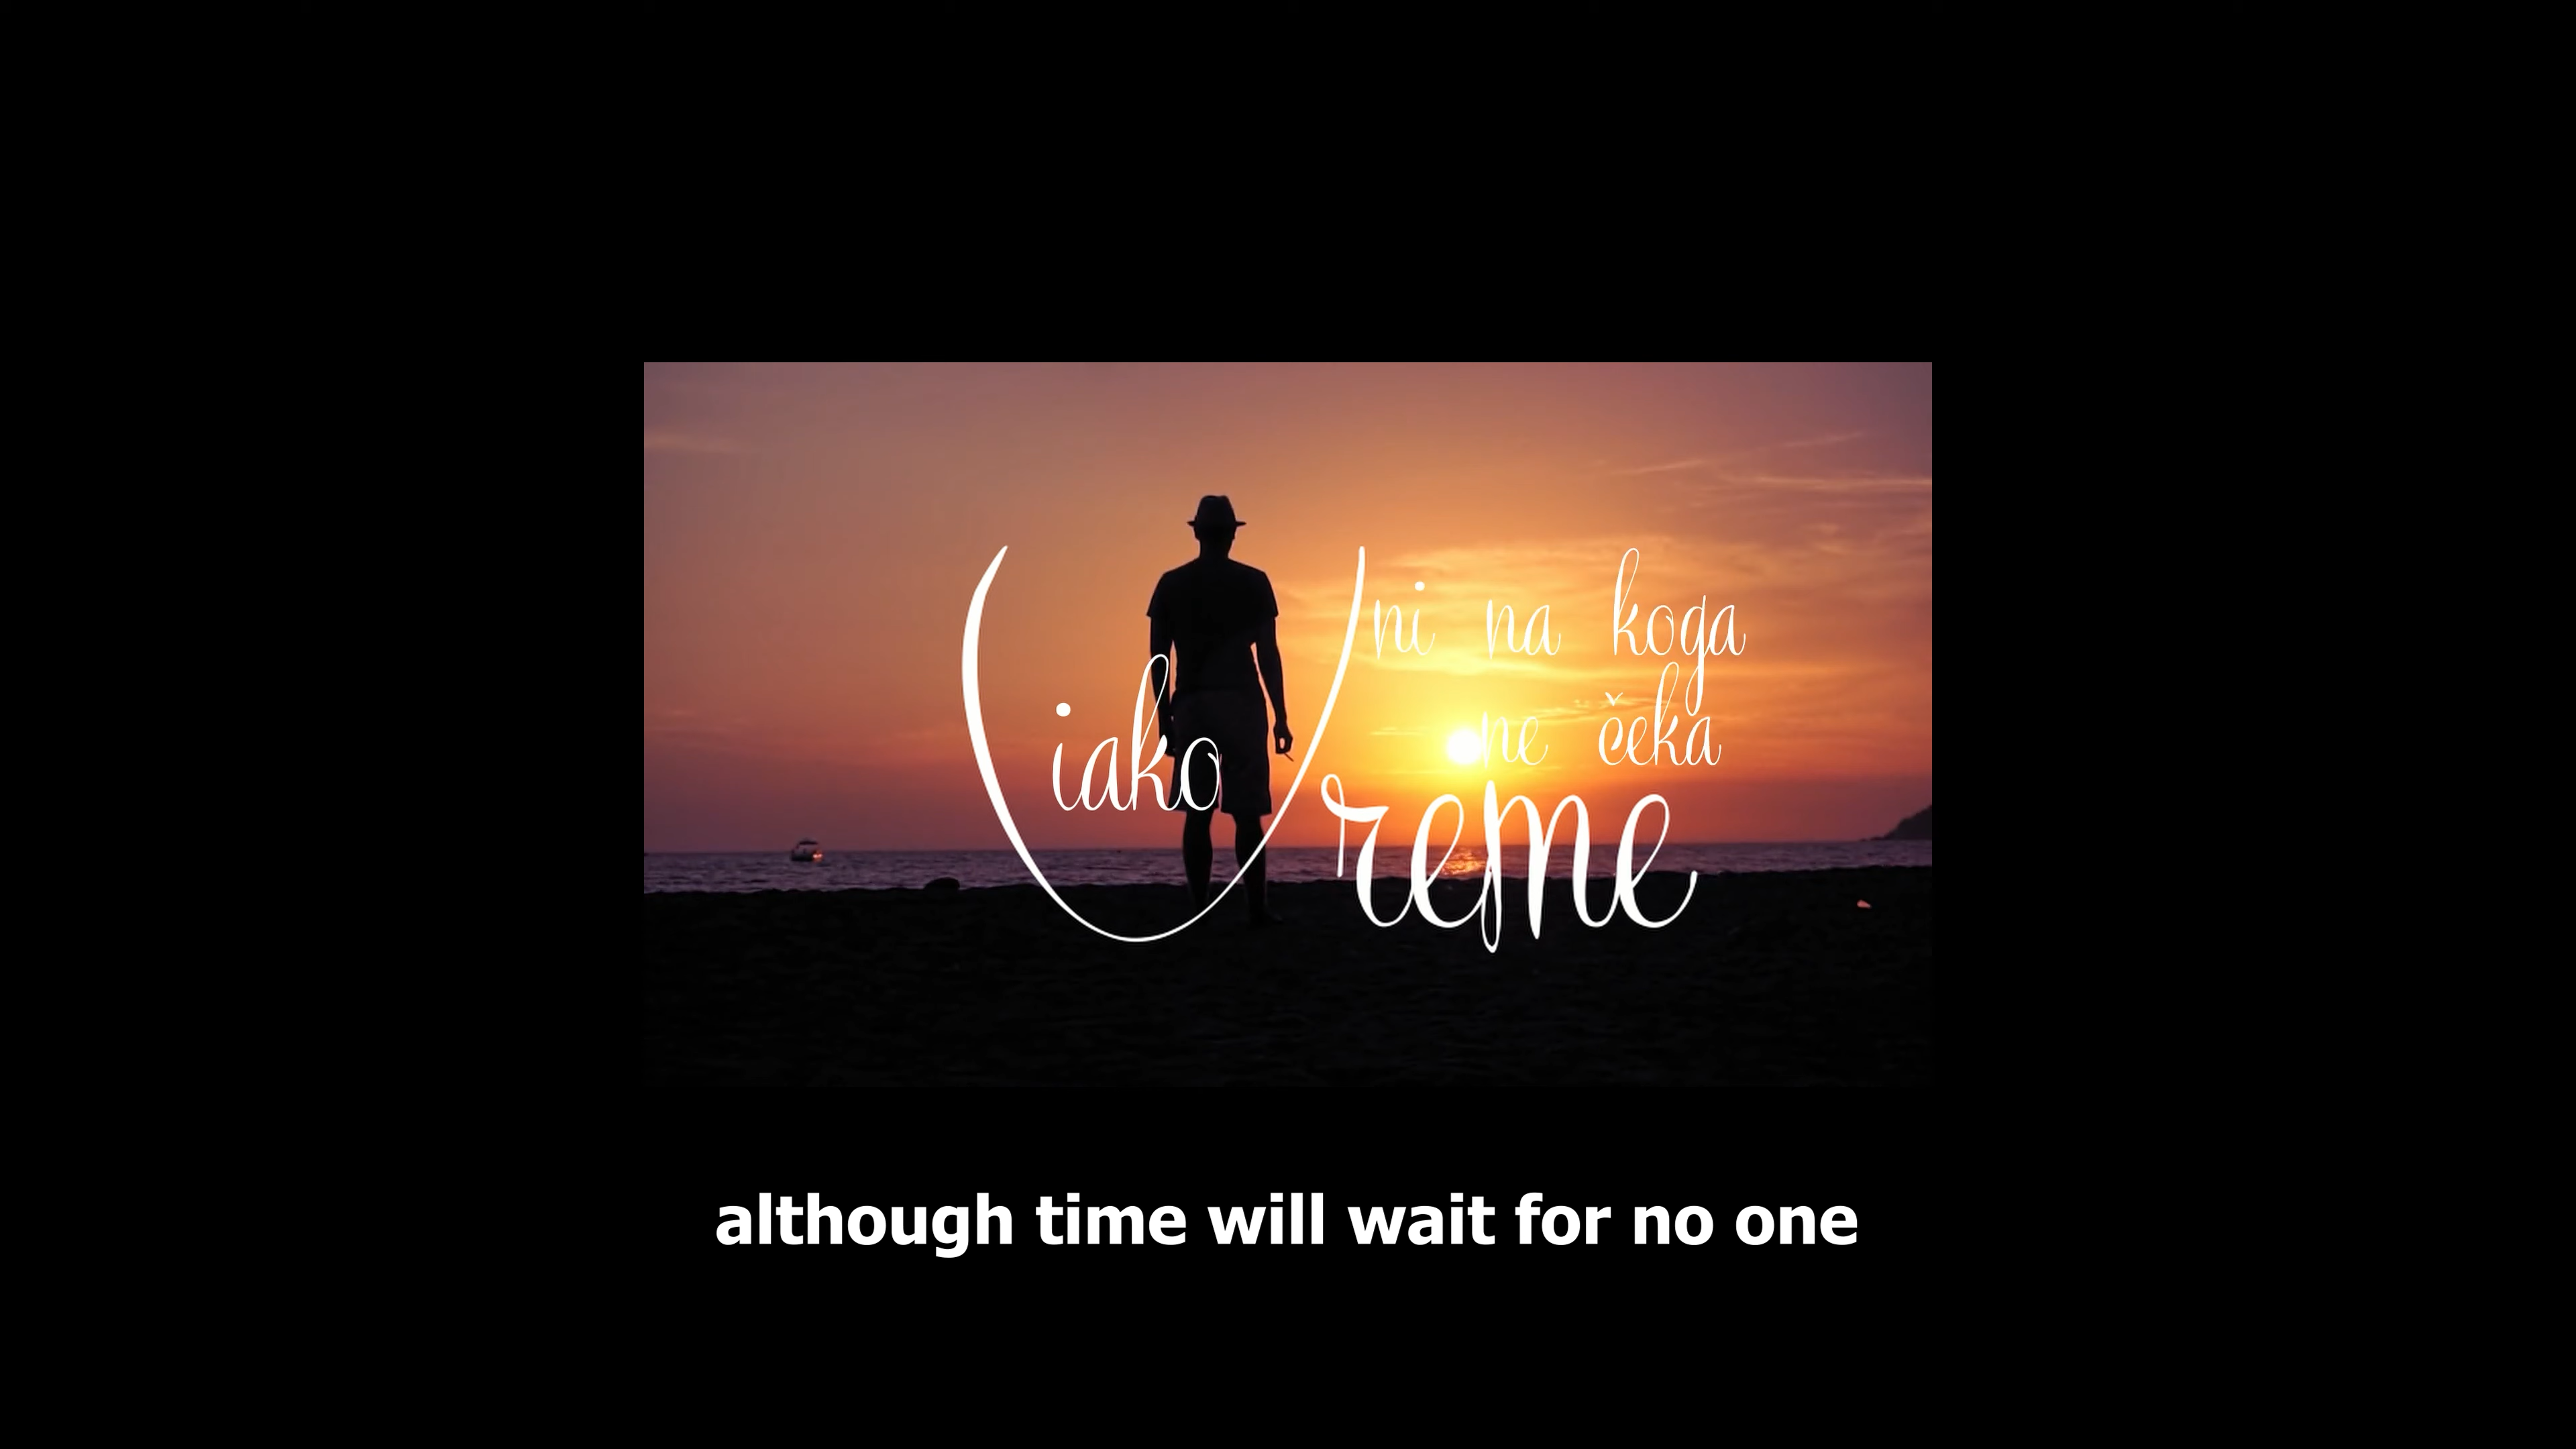 iako
Vreme
ni na koga
ne čeka
although time will wait for no one